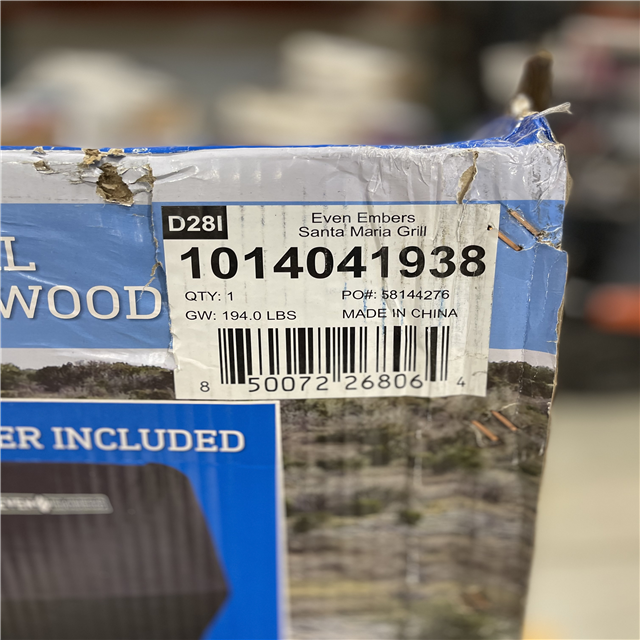 D28I
Even Embers
Santa Maria Grill
1014041938
QTY: 1
PO#: 58144276
GW: 194.0 LBS
MADE IN CHINA
8 50072 26806 4
L
WOOD
ER INCLUDED